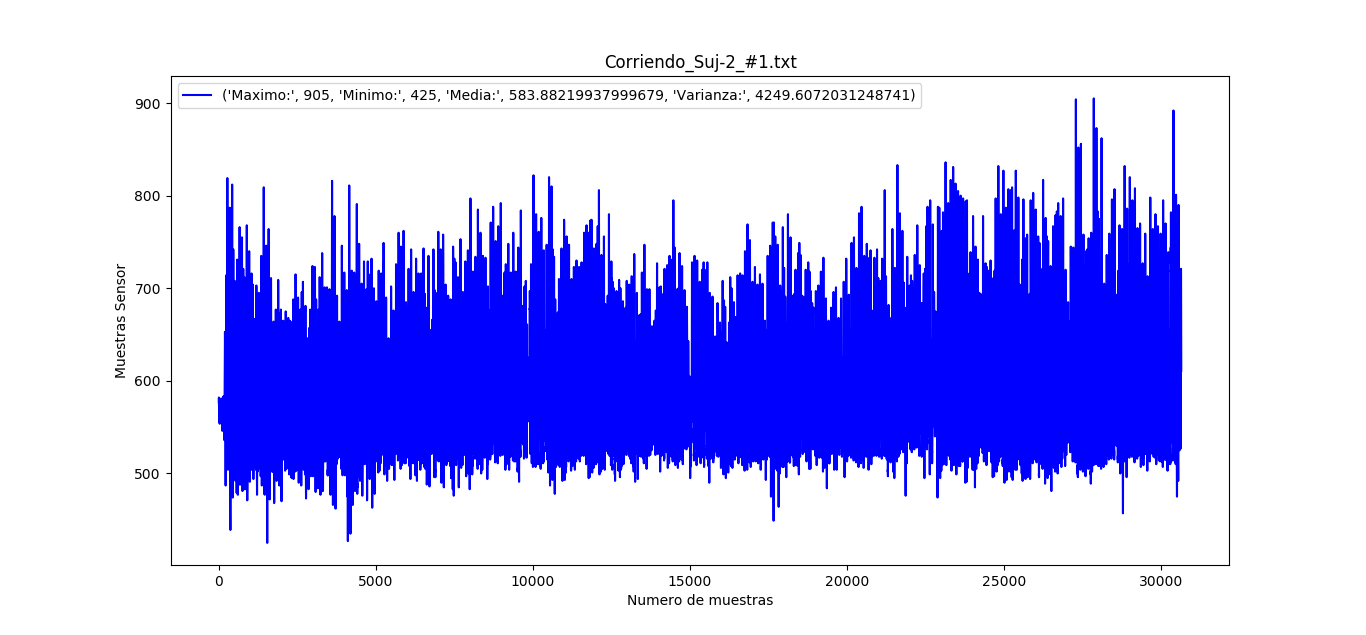 Corriendo_Suj-2_#1.txt
('Maximo:', 905, 'Minimo:', 425, 'Media:', 583.88219937999679, 'Varianza:', 4249.6072031248741)
900
800
700
600
500
Muestras Sensor
0 5000 10000 15000 20000 25000 30000
Numero de muestras